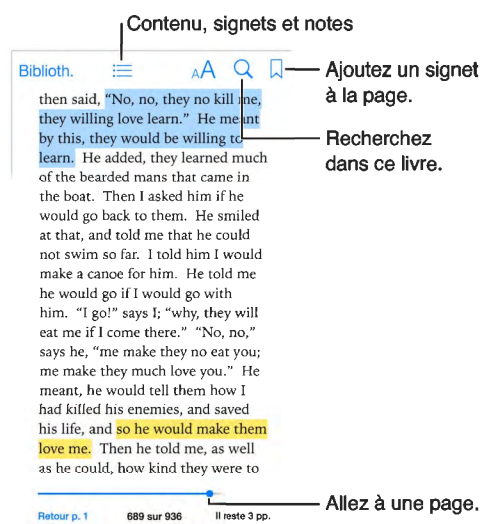 Contenu, signets et notes
Biblioth.
AA
Ajoutez un signet
à la page.
Recherchez
dans ce livre.
then said, “No, no, they no kill me,
they willing love learn.” He meant
by this, they would be willing to
learn. He added, they learned much
of the bearded mans that came in
the boat. Then I asked him if he
would go back to them. He smiled
at that, and told me that he could
not swim so far. I told him I would
make a canoe for him. He told me
he would go if I would go with
him. “I go!” says I; “why, they will
eat me if I come there.” “No, no,”
says he, “me make they no eat you;
me make they much love you.” He
meant, he would tell them how I
had killed his enemies, and saved
his life, and so he would make them
love me. Then he told me, as well
as he could, how kind they were to
Allez à une page.
Retour p. 1 689 sur 936 Il reste 3 pp.